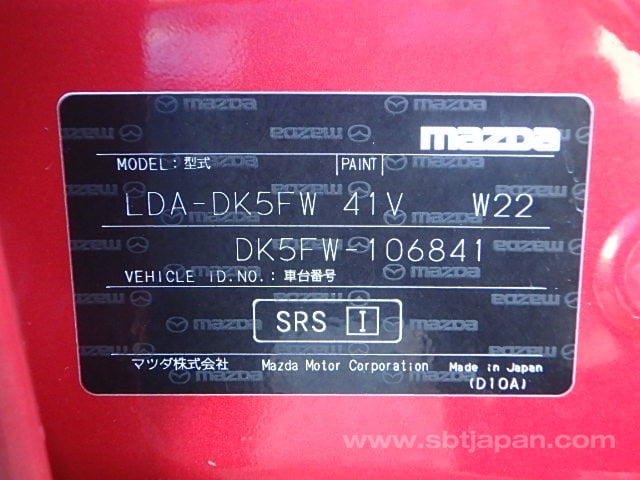 mazda
MODEL: 型式 PAINT
LDA-DK5FW 41V W22
DK5FW-106841
VEHICLE ID.NO.: 車台番号
SRS I
マツダ株式会社 Mazda Motor Corporation Made in Japan
(D10A)
www.sbtjapan.com